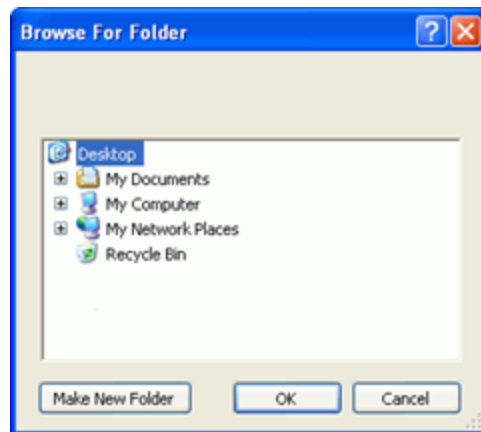 Browse For Folder
Desktop
My Documents
My Computer
My Network Places
Recycle Bin
Make New Folder OK Cancel